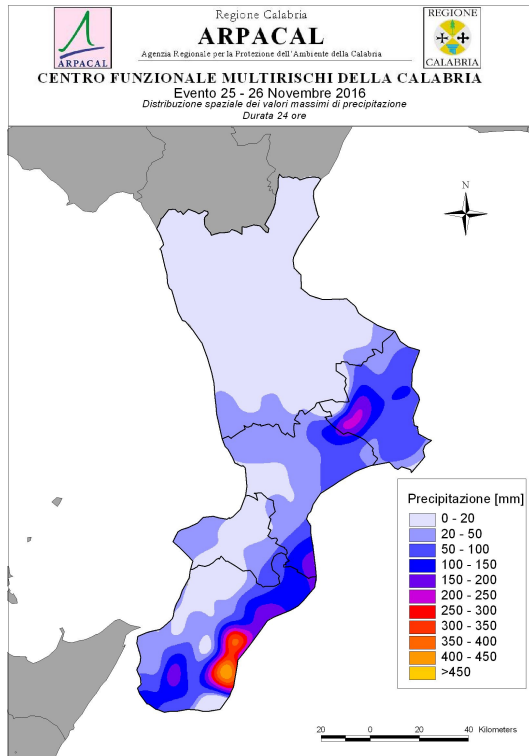 Regione Calabria
ARPACAL
Agenzia Regionale per la Protezione dell'Ambiente della Calabria
ARPACAL
REGIONE
CALABRIA
CENTRO FUNZIONALE MULTIRISCHI DELLA CALABRIA
Evento 25 - 26 Novembre 2016
Distribuzione spaziale dei valori massimi di precipitazione
Durata 24 ore
N
Precipitazione [mm]
0 - 20
20 - 50
50 - 100
100 - 150
150 - 200
200 - 250
250 - 300
300 - 350
350 - 400
400 - 450
>450
20 0 20 40 Kilometers